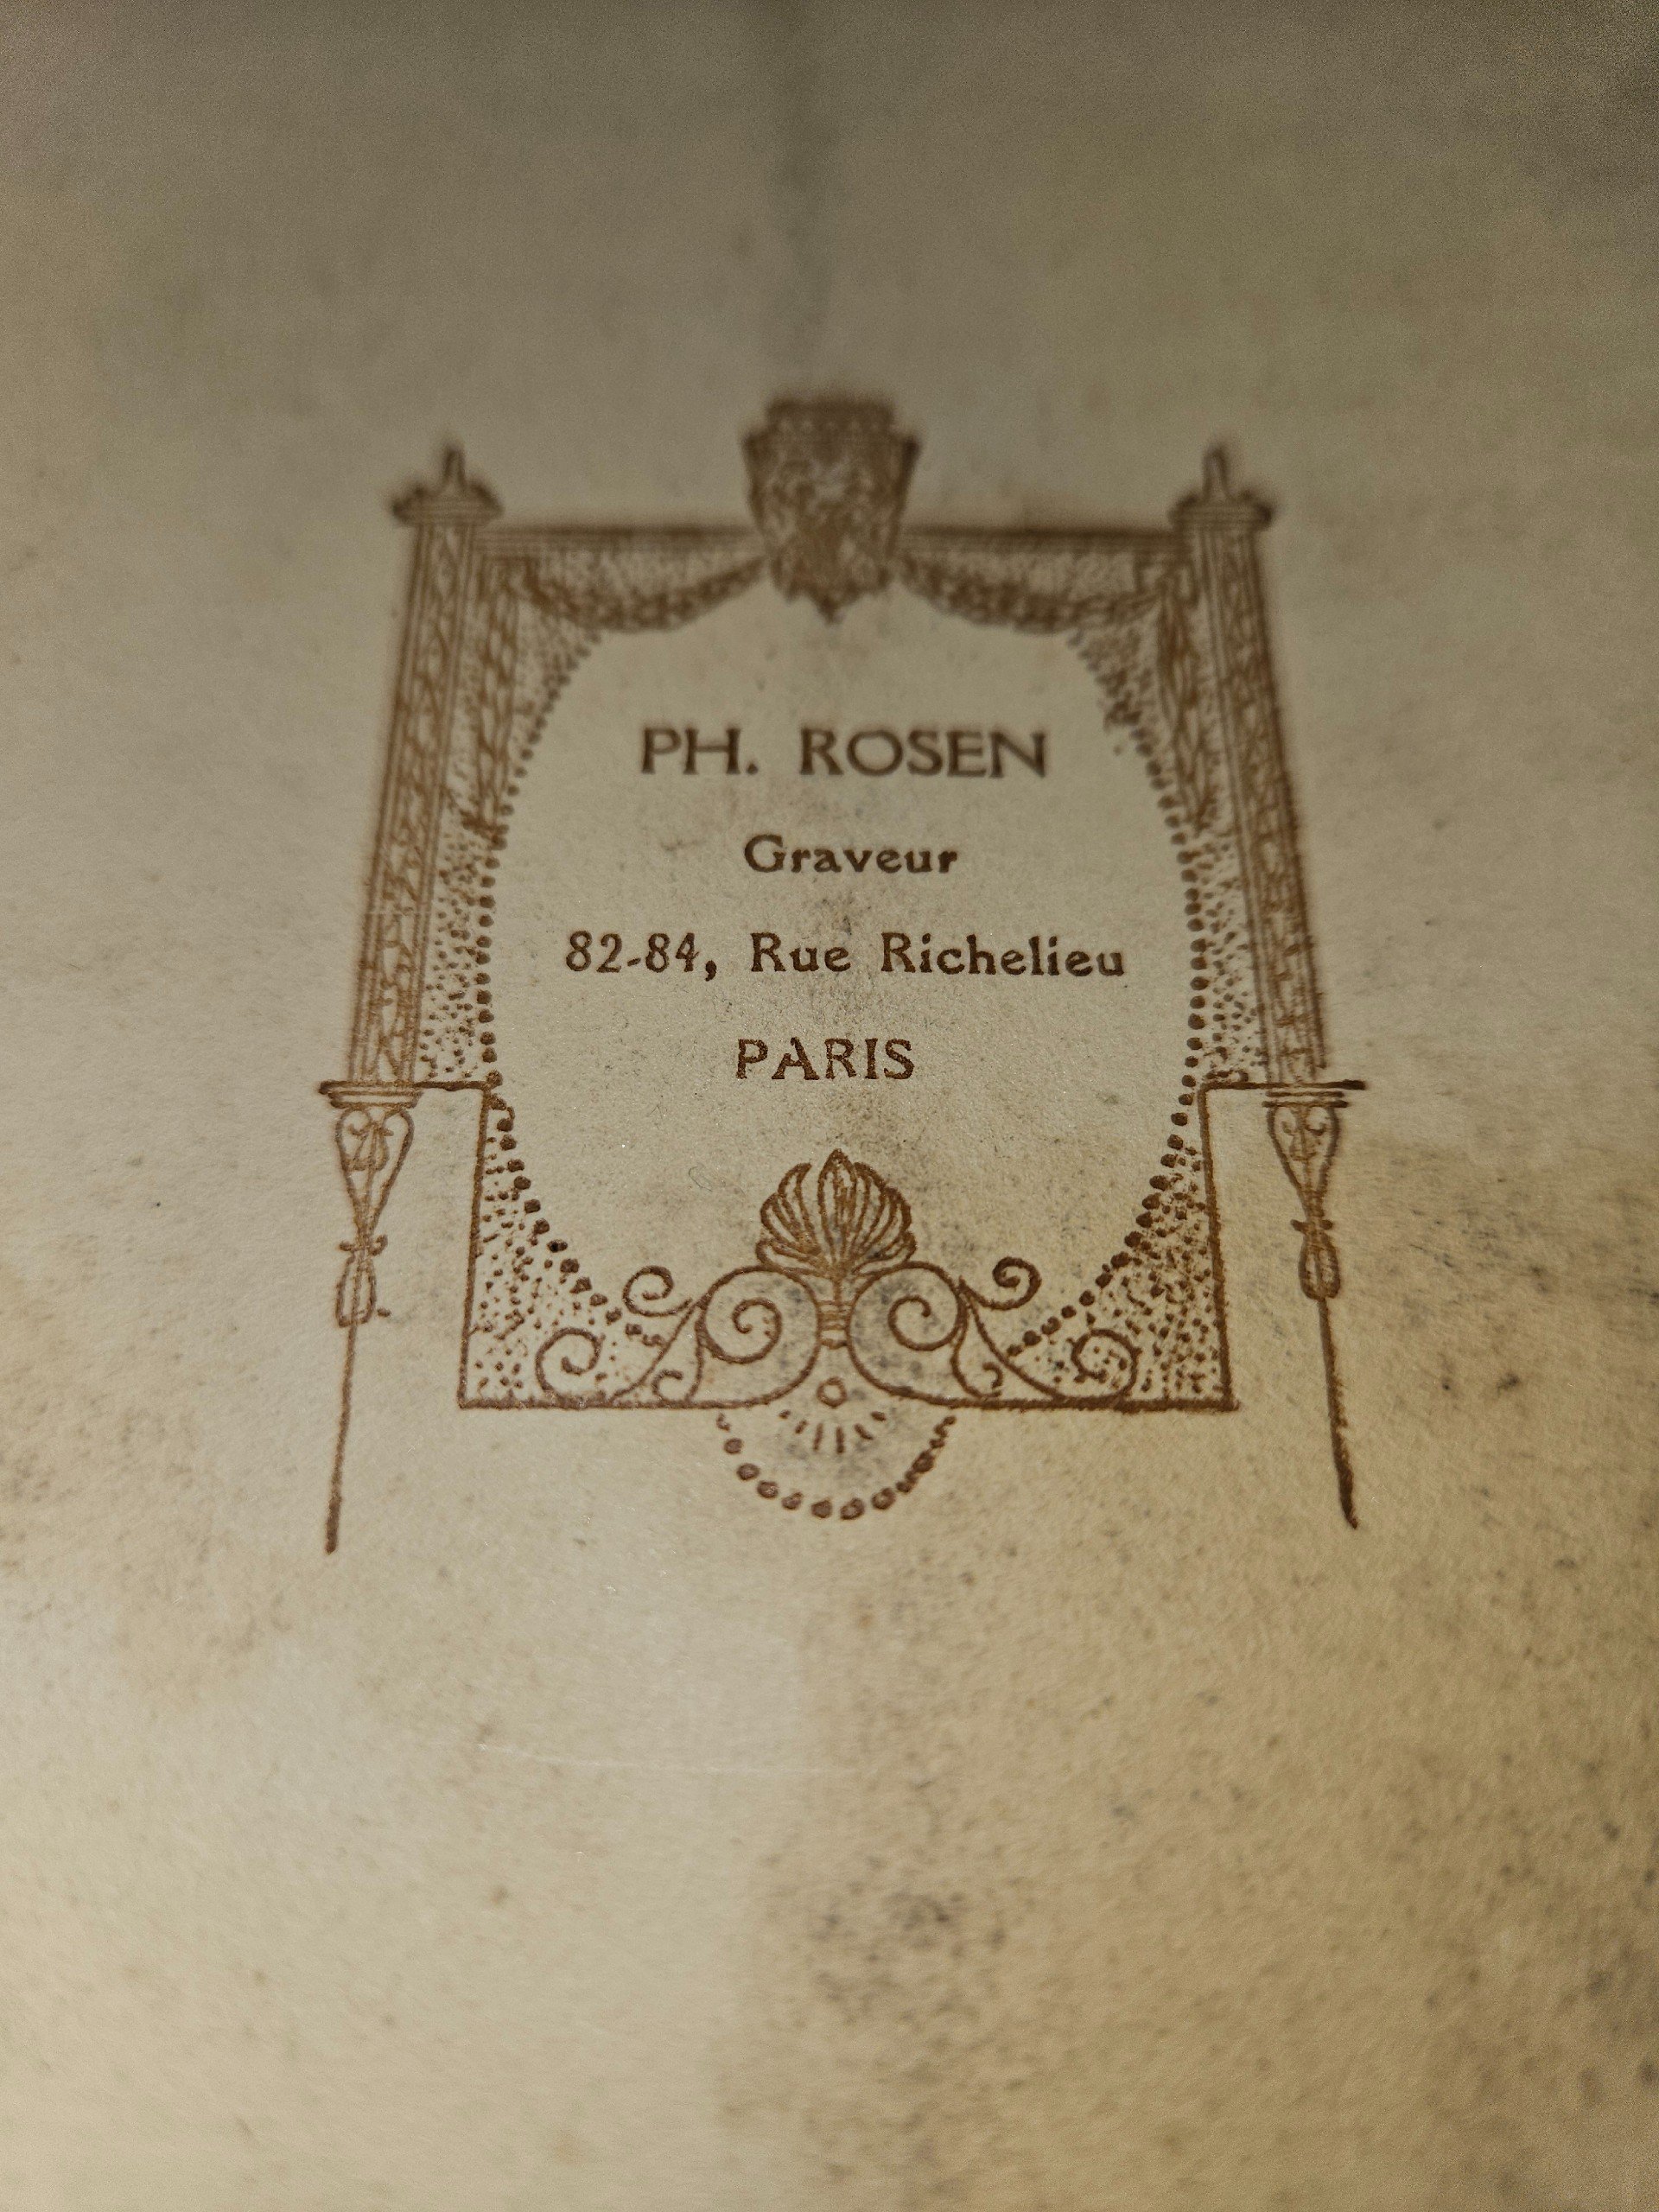 PH. ROSEN
Graveur
82-84, Rue Richelieu
PARIS